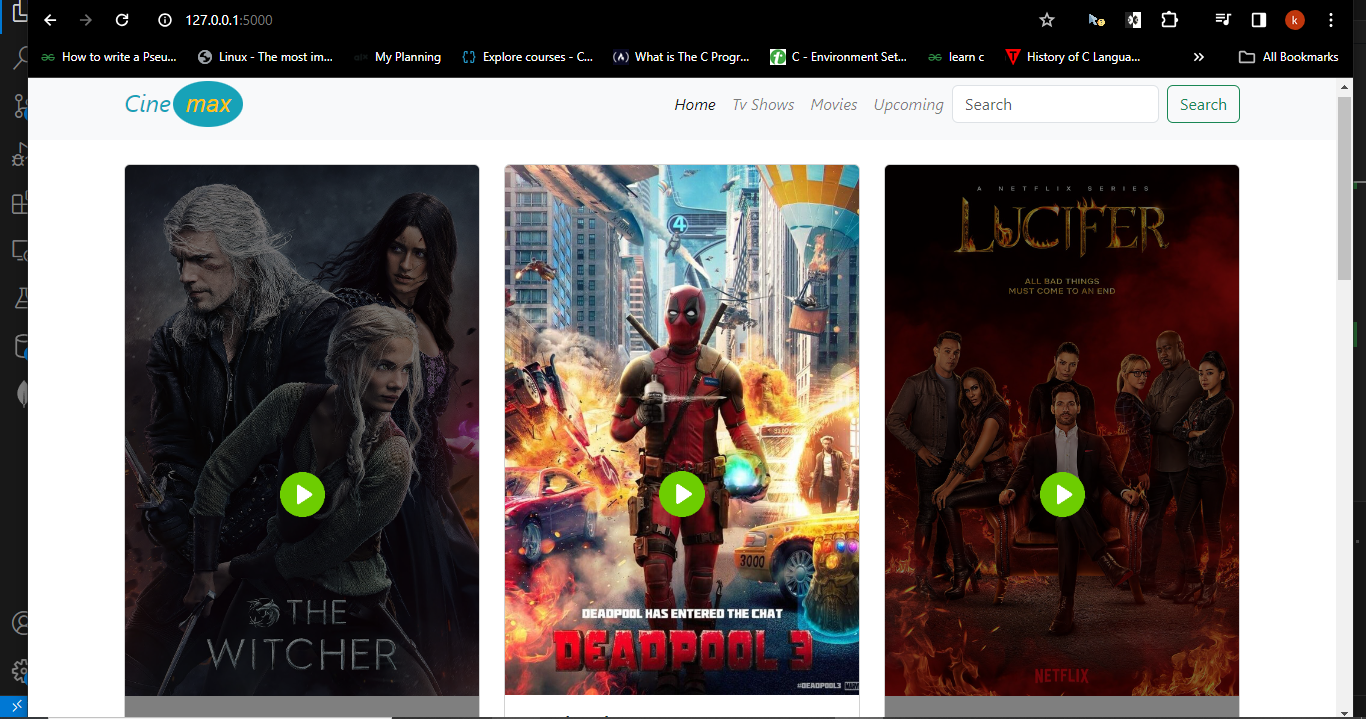 127.0.0.1:5000
k
How to write a Pseu...
Linux - The most im...
My Planning
Explore courses - C...
What is The C Progr...
C - Environment Set...
learn c
History of C Langua...
All Bookmarks
Cine max
Home
Tv Shows
Movies
Upcoming
Search
Search
THE
WITCHER
4
3000
DEADPOOL HAS ENTERED THE CHAT
DEADPOOL 3
#DEADPOOL3
A NETFLIX SERIES
LUCIFER
ALL BAD THINGS
MUST COME TO AN END
NETFLIX